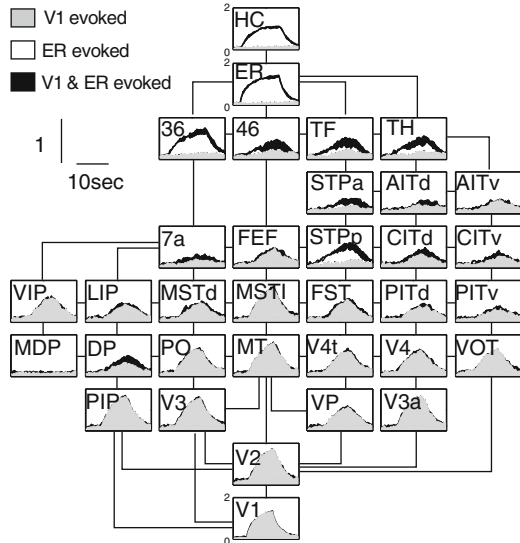 V1 evoked
ER evoked
V1 & ER evoked
1
10sec
2
HC
0
2
ER
0
36 46 TF TH
STPa AITd AITv
7a FEF STPp CITd CITv
VIP LIP MSTd MSTl FST PITd PITv
MDP DP PO MT V4t V4 VOT
PIP V3 VP V3a
V2
2
V1
0